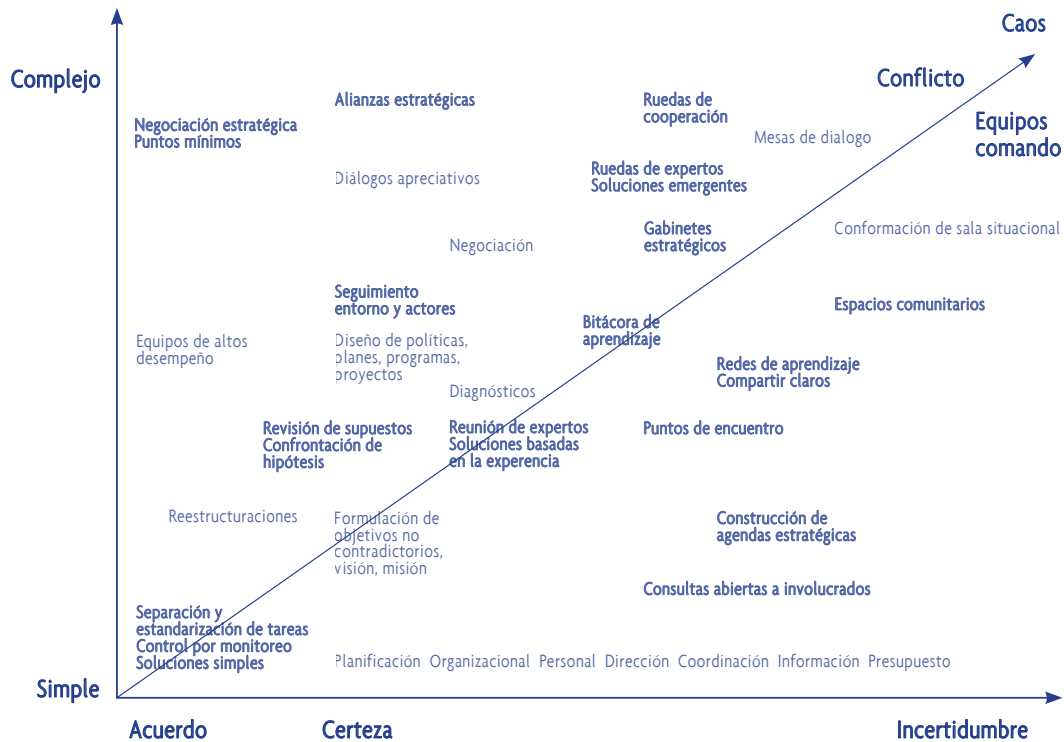 Caos
Complejo
Conflicto
Alianzas estratégicas
Ruedas de
cooperación
Negociación estratégica
Puntos mínimos
Equipos
comando
Mesas de dialogo
Diálogos apreciativos
Ruedas de expertos
Soluciones emergentes
Negociación
Gabinetes
estratégicos
Conformación de sala situacional
Seguimiento
entorno y actores
Espacios comunitarios
Bitácora de
aprendizaje
Equipos de altos
desempeño
Diseño de políticas,
planes, programas,
proyectos
Redes de aprendizaje
Compartir claros
Diagnósticos
Revisión de supuestos
Confrontación de
hipótesis
Reunión de expertos
Soluciones basadas
en la experencia
Puntos de encuentro
Reestructuraciones
Formulación de
objetivos no
contradictorios,
visión, misión
Construcción de
agendas estratégicas
Consultas abiertas a involucrados
Separación y
estandarización de tareas
Control por monitoreo
Soluciones simples
Planificación Organizacional Personal Dirección Coordinación Información Presupuesto
Simple
Acuerdo
Certeza
Incertidumbre